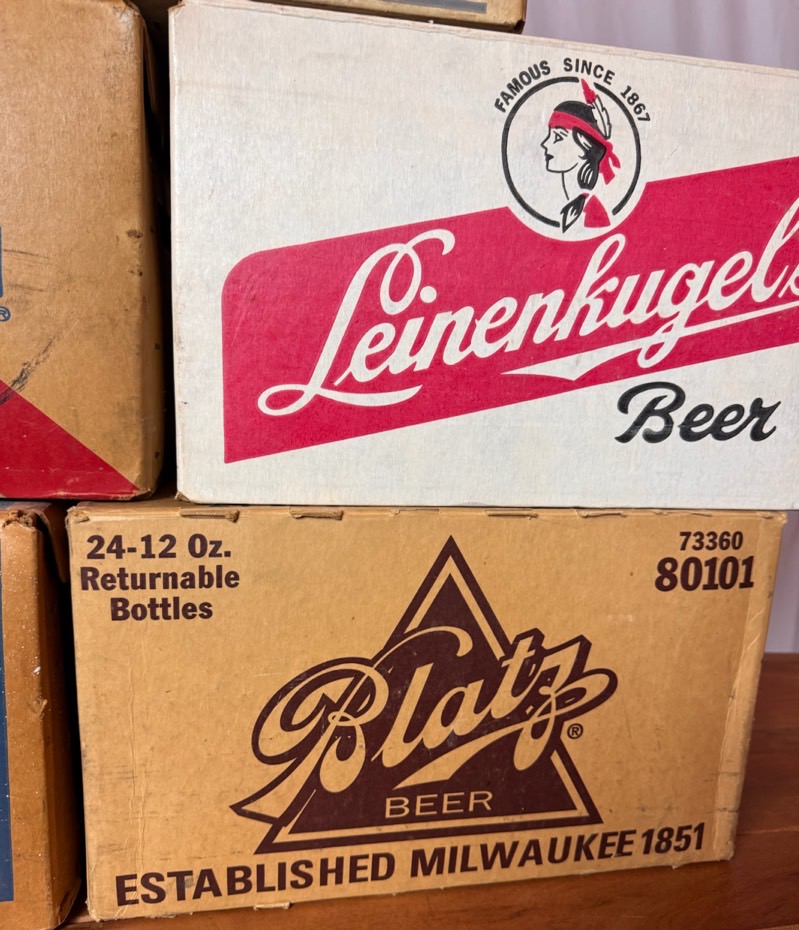 FAMOUS SINCE 1867
Leinenkugel's
Beer
®
24-12 Oz.
Returnable
Bottles
73360
80101
Blatz®
BEER
ESTABLISHED MILWAUKEE 1851